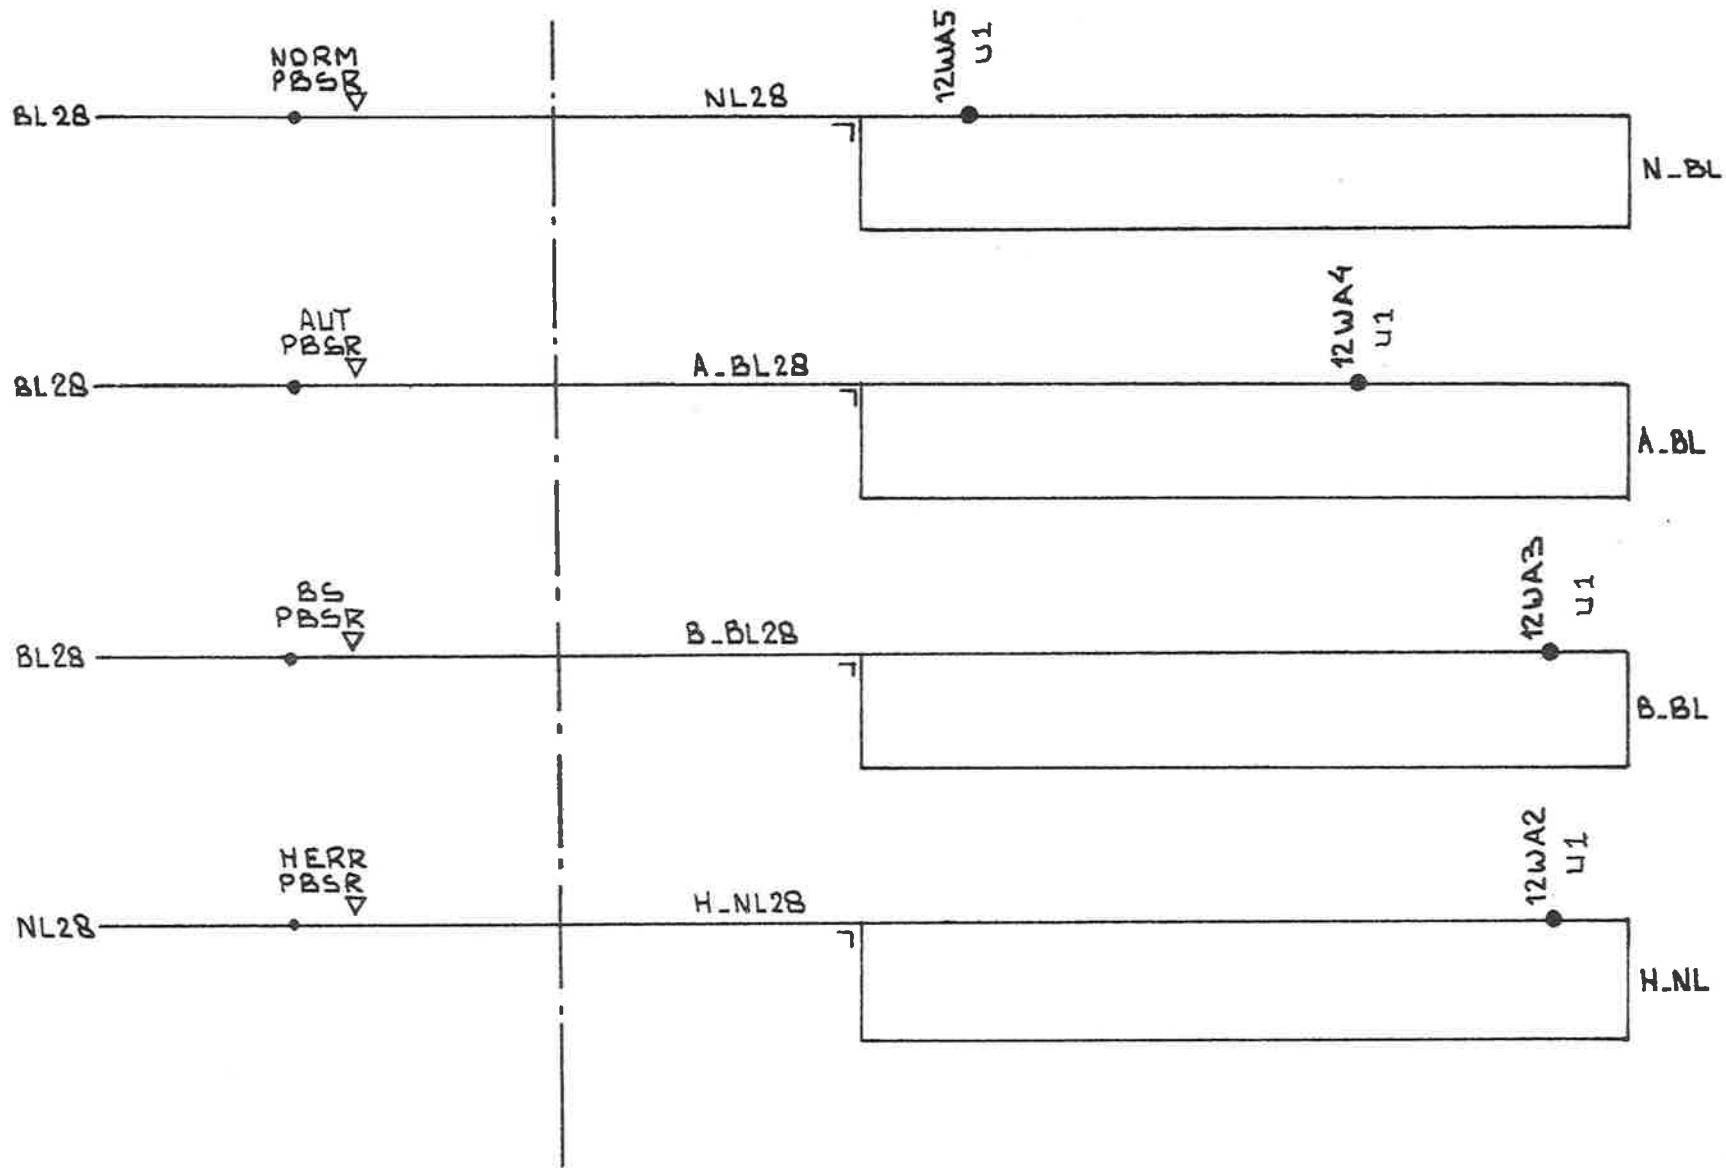 NORM
PBSR
BL28
NL28
12WA5
U1
N_BL
AUT
PBSR
BL28
A_BL28
12WA4
U1
A_BL
BS
PBSR
BL28
B_BL28
12WA3
U1
B_BL
HERR
PBSR
NL28
H_NL28
12WA2
U1
H_NL